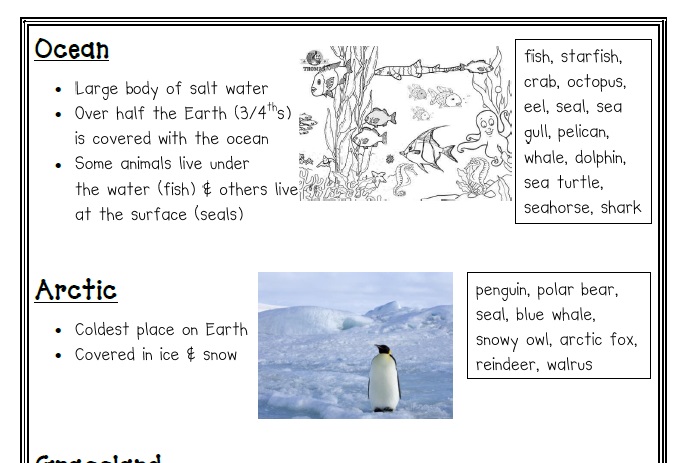 Ocean
• Large body of salt water
• Over half the Earth (3/4ths)
is covered with the ocean
• Some animals live under
the water (fish) & others live
at the surface (seals)
fish, starfish,
crab, octopus,
eel, seal, sea
gull, pelican,
whale, dolphin,
sea turtle,
seahorse, shark
Arctic
• Coldest place on Earth
• Covered in ice & snow
penguin, polar bear,
seal, blue whale,
snowy owl, arctic fox,
reindeer, walrus
Grassland